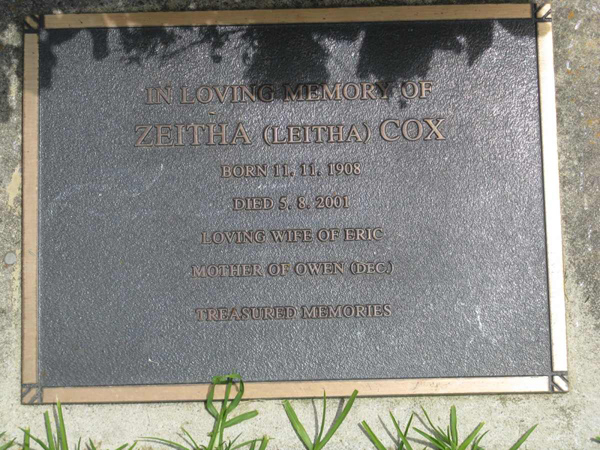 IN LOVING MEMORY OF
ZEITHA (LEITHA) COX
BORN 11. 11. 1908
DIED 5. 8. 2001
LOVING WIFE OF ERIC
MOTHER OF OWEN (DEC.)
TREASURED MEMORIES